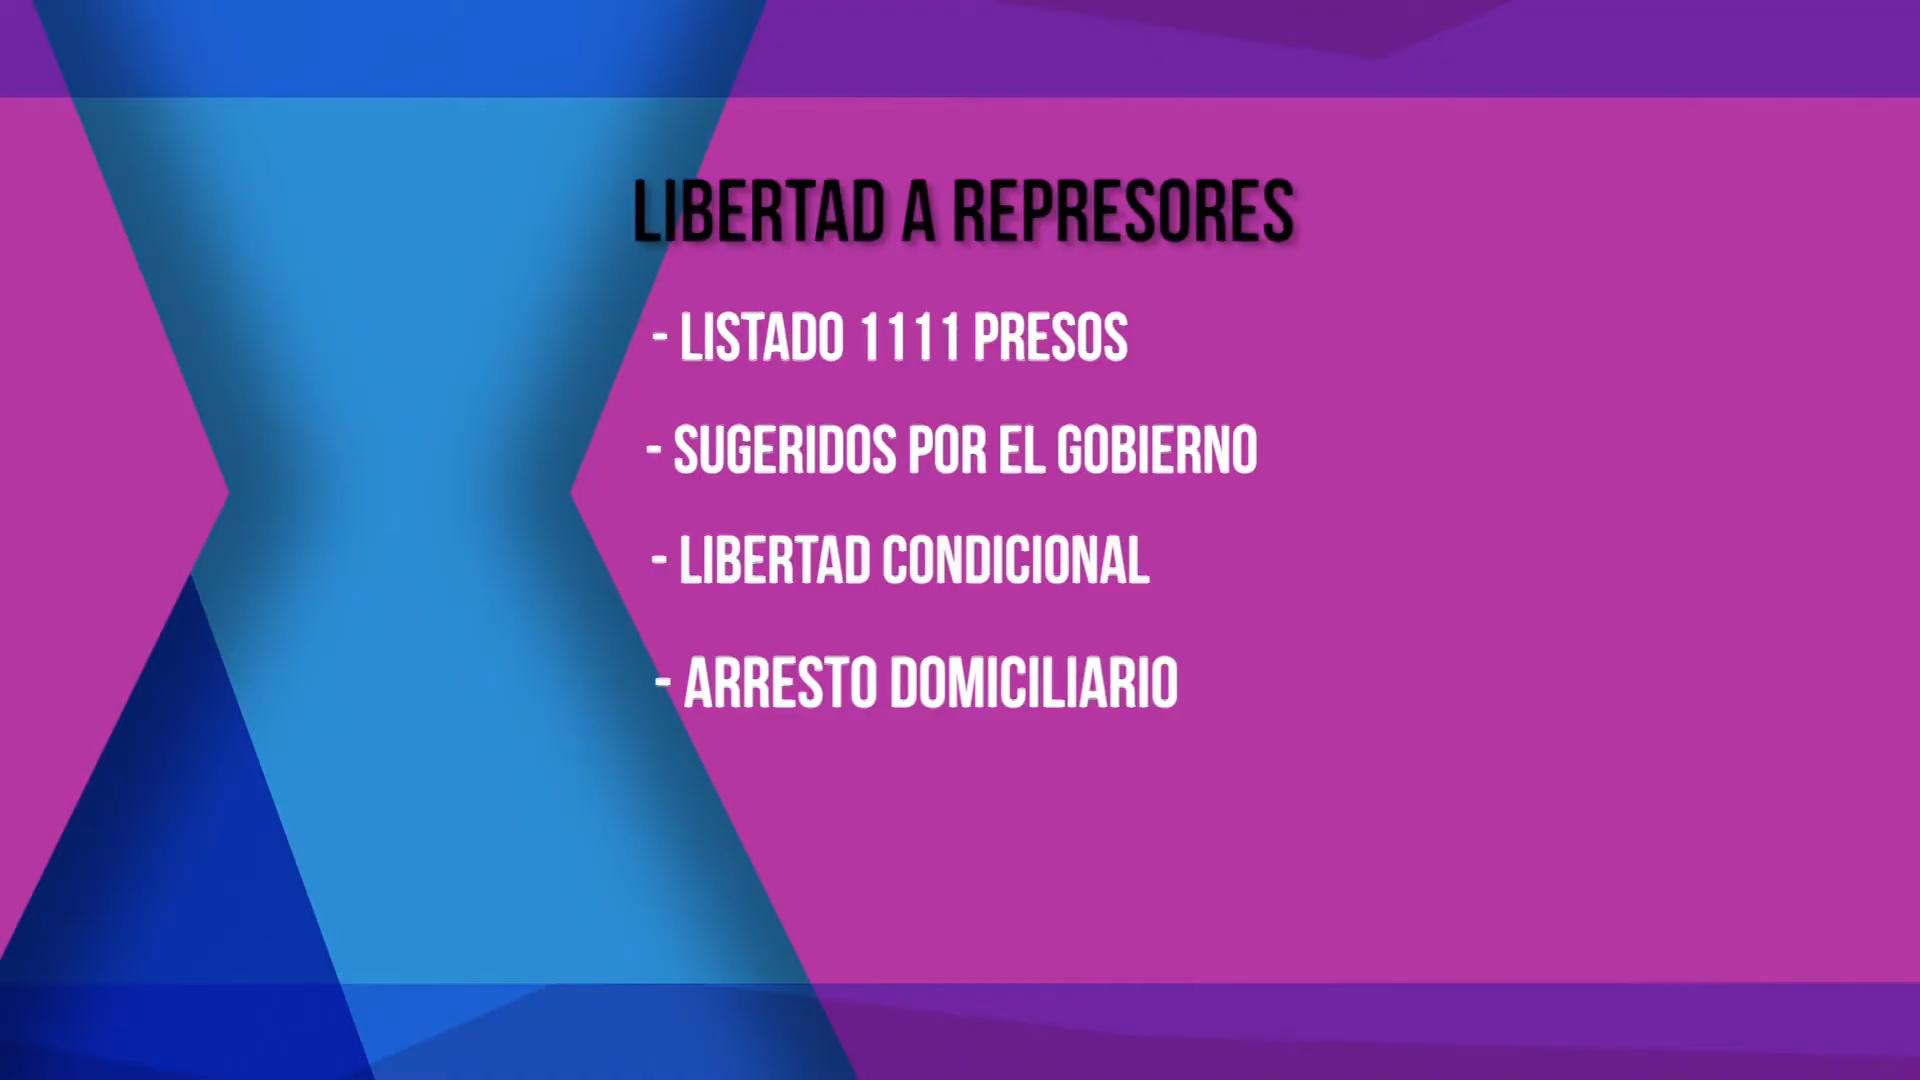 LIBERTAD A REPRESORES
- LISTADO 1111 PRESOS
- SUGERIDOS POR EL GOBIERNO
- LIBERTAD CONDICIONAL
- ARRESTO DOMICILIARIO